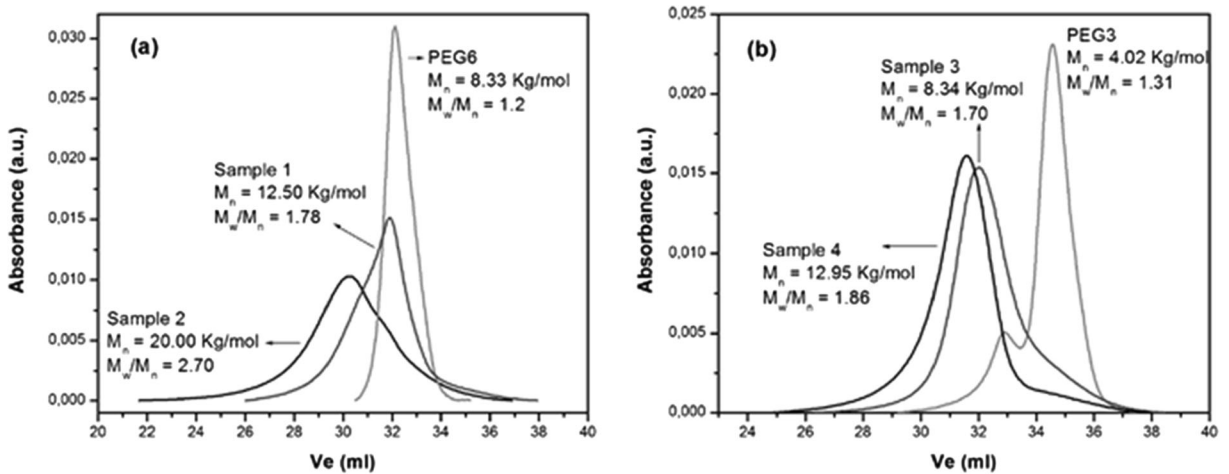 (a)
PEG6
Mn = 8.33 Kg/mol
Mw/Mn = 1.2
Sample 1
Mn = 12.50 Kg/mol
Mw/Mn = 1.78
Sample 2
Mn = 20.00 Kg/mol
Mw/Mn = 2.70
Absorbance (a.u.)
0,030
0,025
0,020
0,015
0,010
0,005
0,000
20 22 24 26 28 30 32 34 36 38 40
Ve (ml)
(b)
PEG3
Mn = 4.02 Kg/mol
Mw/Mn = 1.31
Sample 3
Mn = 8.34 Kg/mol
Mw/Mn = 1.70
Sample 4
Mn = 12.95 Kg/mol
Mw/Mn = 1.86
Absorbance (a.u.)
0,025
0,020
0,015
0,010
0,005
0,000
24 26 28 30 32 34 36 38 40
Ve (ml)